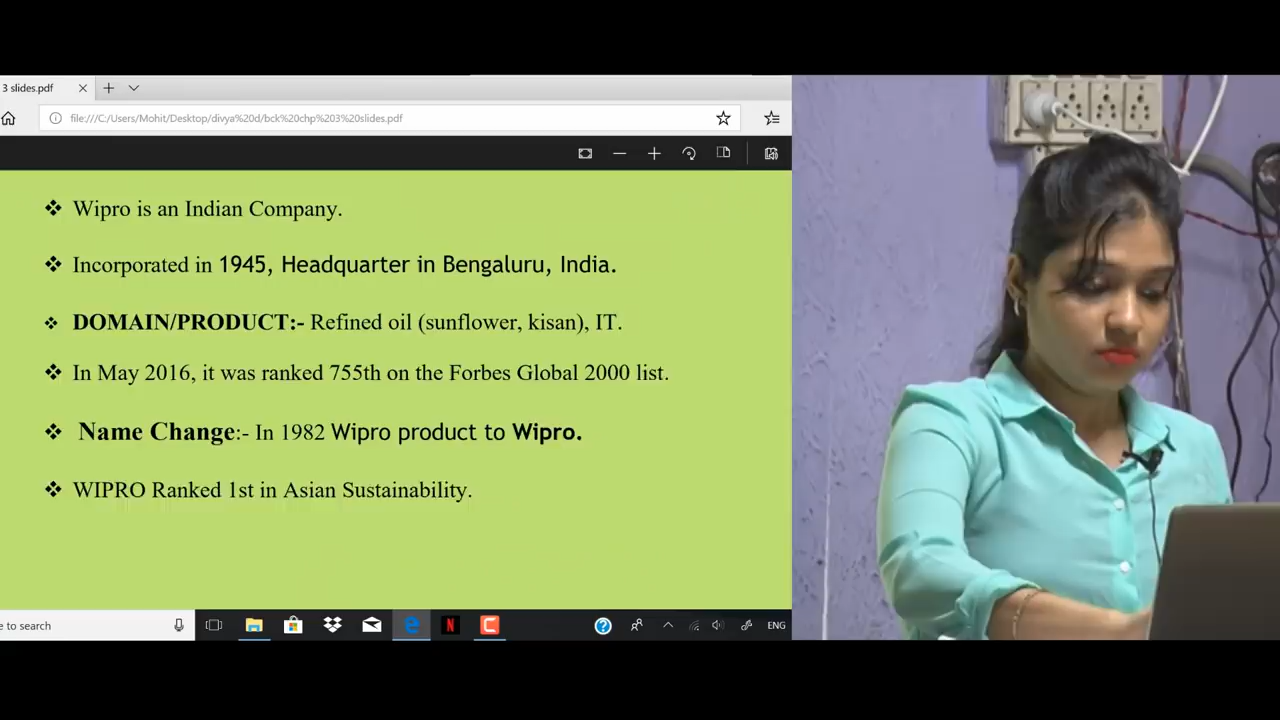 3 slides.pdf
file:///C:/Users/Mohit/Desktop/divya%20d/bck%20chp%203%20slides.pdf
❖ Wipro is an Indian Company.
❖ Incorporated in 1945, Headquarter in Bengaluru, India.
❖ DOMAIN/PRODUCT:- Refined oil (sunflower, kisan), IT.
❖ In May 2016, it was ranked 755th on the Forbes Global 2000 list.
❖ Name Change:- In 1982 Wipro product to Wipro.
❖ WIPRO Ranked 1st in Asian Sustainability.
e to search
N
C
ENG